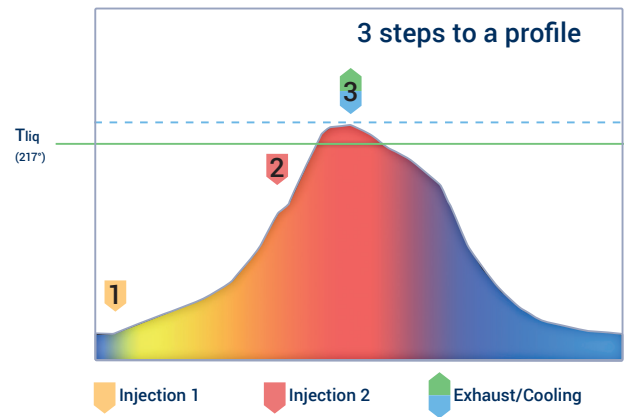 3 steps to a profile
3
Tliq
(217°)
2
1
Injection 1
Injection 2
Exhaust/Cooling